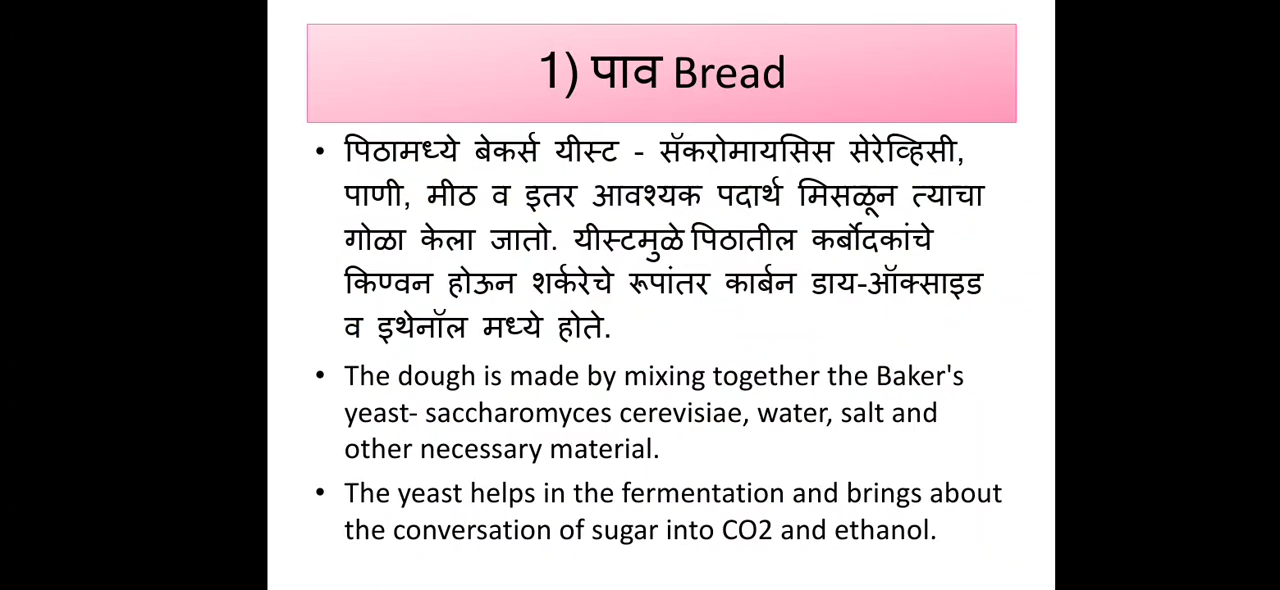 1) पाव Bread
• पिठामध्ये बेकर्स यीस्ट - सॅकरोमायसिस सेरेव्हिसी,
पाणी, मीठ व इतर आवश्यक पदार्थ मिसळून त्याचा
गोळा केला जातो. यीस्टमुळे पिठातील कर्बोदकांचे
किण्वन होऊन शर्करेचे रूपांतर कार्बन डाय-ऑक्साइड
व इथेनॉल मध्ये होते.
• The dough is made by mixing together the Baker's
yeast- saccharomyces cerevisiae, water, salt and
other necessary material.
• The yeast helps in the fermentation and brings about
the conversation of sugar into CO2 and ethanol.